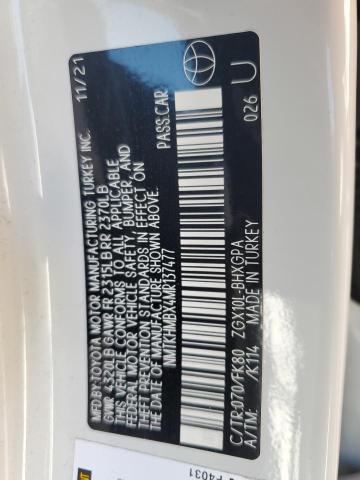 MFD.BY:TOYOTA MOTOR MANUFACTURING TURKEY INC. 11/21
GVWR 4320LB GAWR FR 2315LB RR 2370LB
THIS VEHICLE CONFORMS TO ALL APPLICABLE
FEDERAL MOTOR VEHICLE SAFETY, BUMPER, AND
THEFT PREVENTION STANDARDS IN EFFECT ON
THE DATE OF MANUFACTURE SHOWN ABOVE.
NMTKHMBX4MR137477 PASS.CAR
C/TR:070/FK80 ZGX10L-BHXGPA
A/TM: /K114 MADE IN TURKEY
026 U
F4031